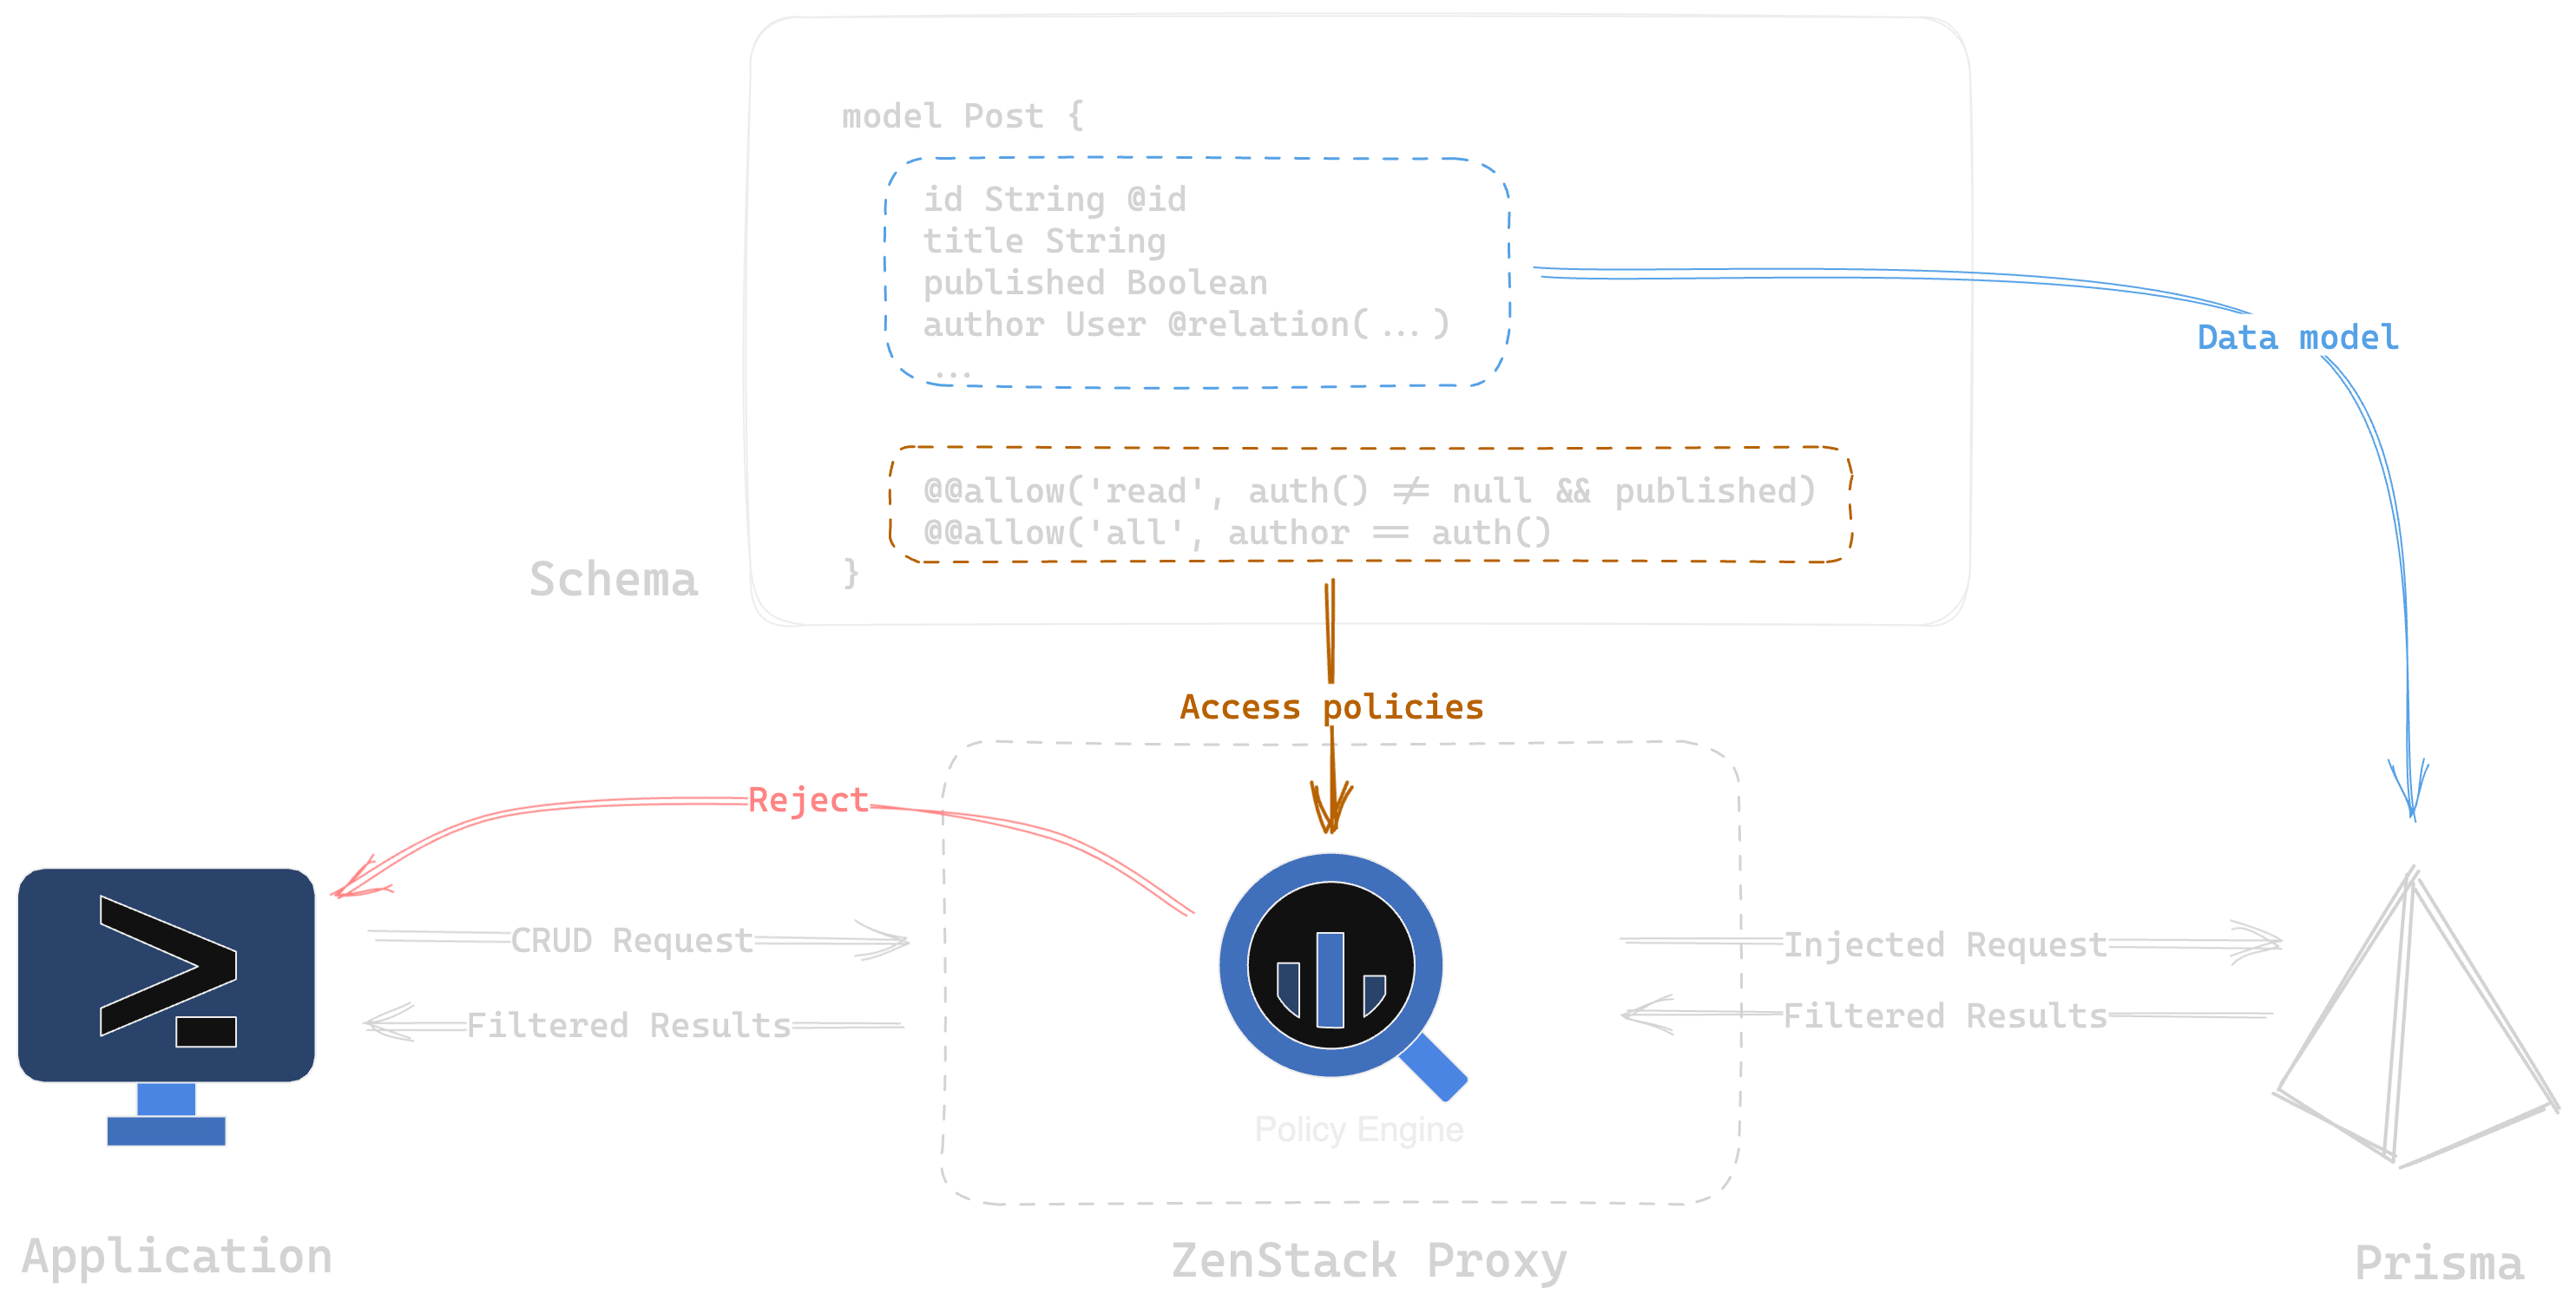 model Post {
id String @id
title String
published Boolean
author User @relation(...)
...
@@allow('read', auth() != null && published)
@@allow('all', author == auth()
}
Schema
Data model
Access policies
Reject
CRUD Request
Filtered Results
Injected Request
Filtered Results
Policy Engine
Application
ZenStack Proxy
Prisma